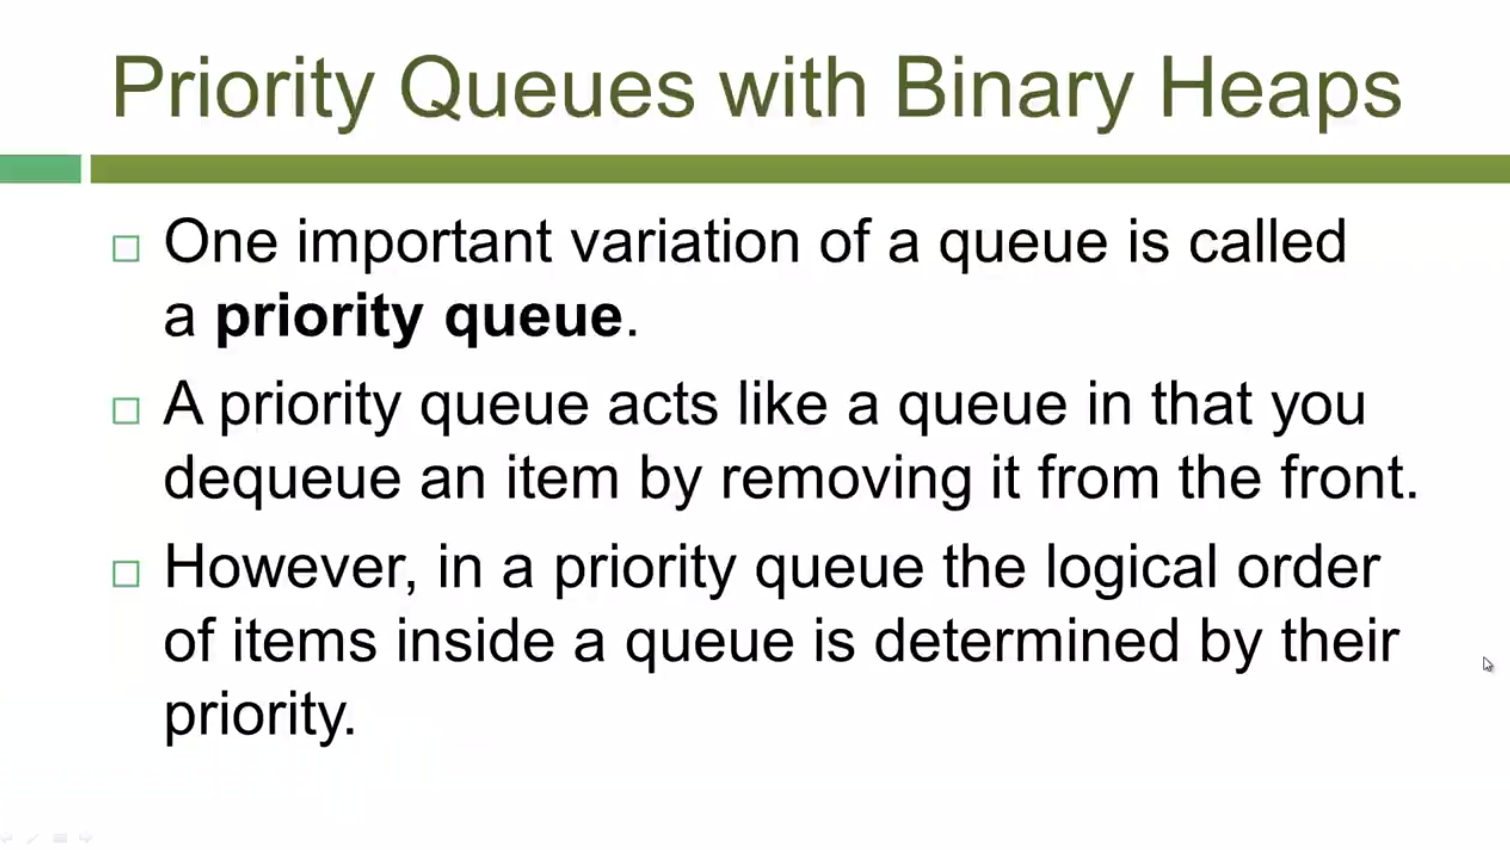 Priority Queues with Binary Heaps
One important variation of a queue is called
a priority queue.
A priority queue acts like a queue in that you
dequeue an item by removing it from the front.
However, in a priority queue the logical order
of items inside a queue is determined by their
priority.